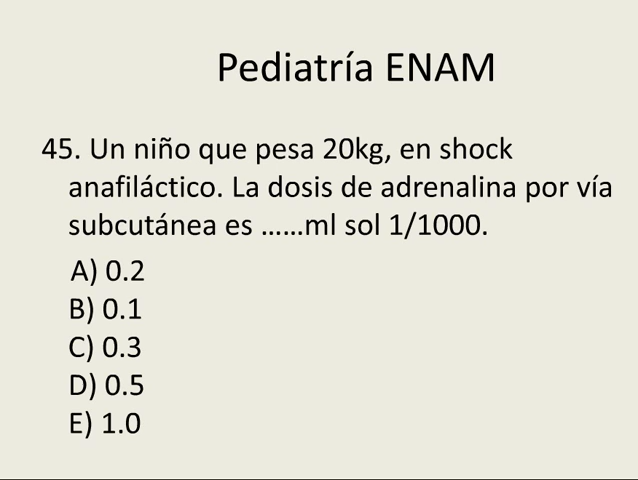 Pediatría ENAM
45. Un niño que pesa 20kg, en shock
anafiláctico. La dosis de adrenalina por vía
subcutánea es ......ml sol 1/1000.
A) 0.2
B) 0.1
C) 0.3
D) 0.5
E) 1.0